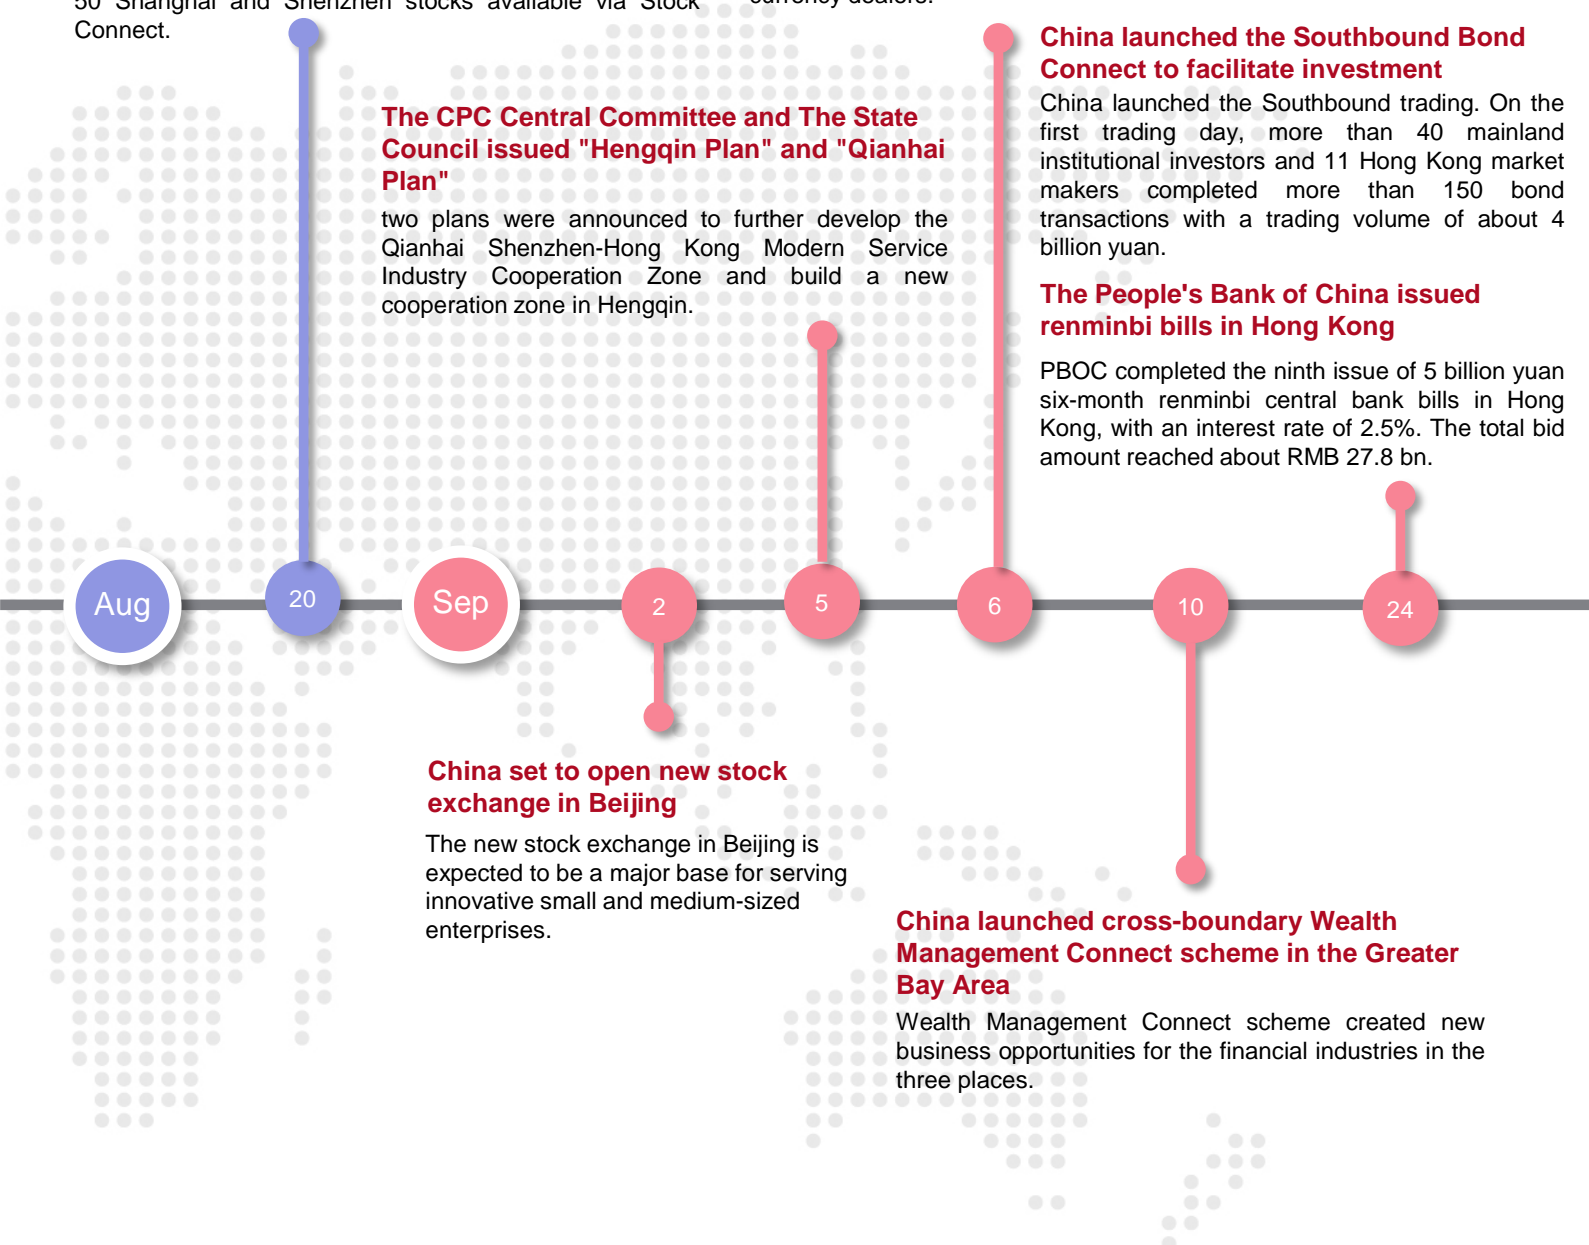 50 Shanghai and Shenzhen stocks available via Stock
Connect.
currency dealers.
China launched the Southbound Bond
Connect to facilitate investment
China launched the Southbound trading. On the
first trading day, more than 40 mainland
institutional investors and 11 Hong Kong market
makers completed more than 150 bond
transactions with a trading volume of about 4
billion yuan.
The CPC Central Committee and The State
Council issued "Hengqin Plan" and "Qianhai
Plan"
two plans were announced to further develop the
Qianhai Shenzhen-Hong Kong Modern Service
Industry Cooperation Zone and build a new
cooperation zone in Hengqin.
The People's Bank of China issued
renminbi bills in Hong Kong
PBOC completed the ninth issue of 5 billion yuan
six-month renminbi central bank bills in Hong
Kong, with an interest rate of 2.5%. The total bid
amount reached about RMB 27.8 bn.
Aug
20
Sep
2
5
6
10
24
China set to open new stock
exchange in Beijing
The new stock exchange in Beijing is
expected to be a major base for serving
innovative small and medium-sized
enterprises.
China launched cross-boundary Wealth
Management Connect scheme in the Greater
Bay Area
Wealth Management Connect scheme created new
business opportunities for the financial industries in the
three places.